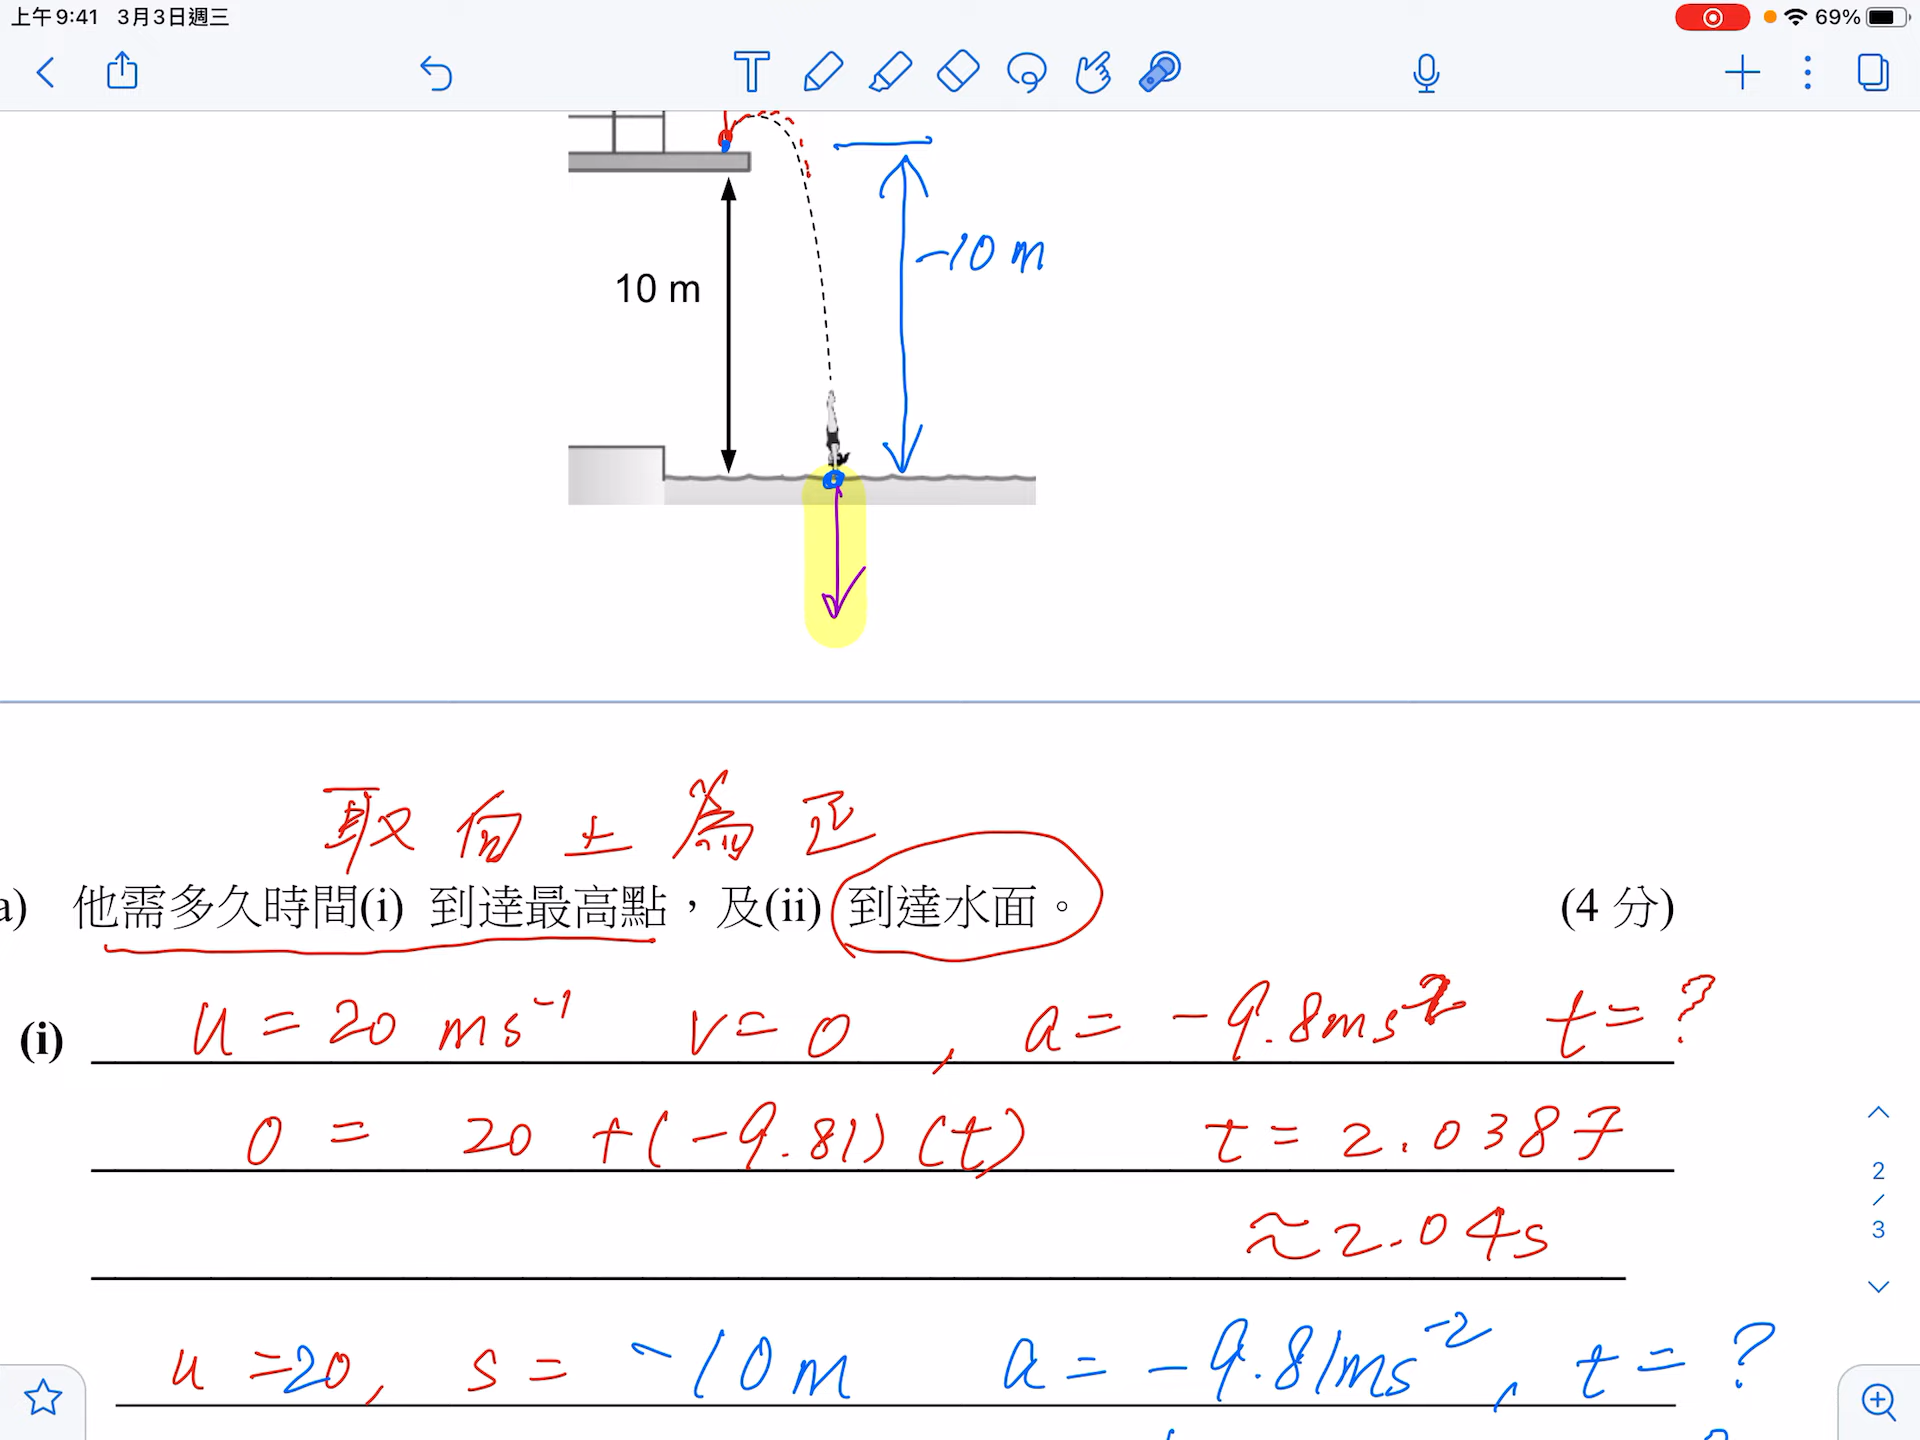 上午9:41 3月3日週三
69%
-10 m
10 m
取向上為正
a) 他需多久時間(i) 到達最高點，及(ii) 到達水面。 (4 分)
(i) u = 20 ms⁻¹ v = 0 , a = -9.8ms⁻² t = ?
0 = 20 + (-9.81) (t) t = 2.0387
≈ 2.04s
u = 20, s = -10m a = -9.81ms⁻² , t = ?
2
/
3